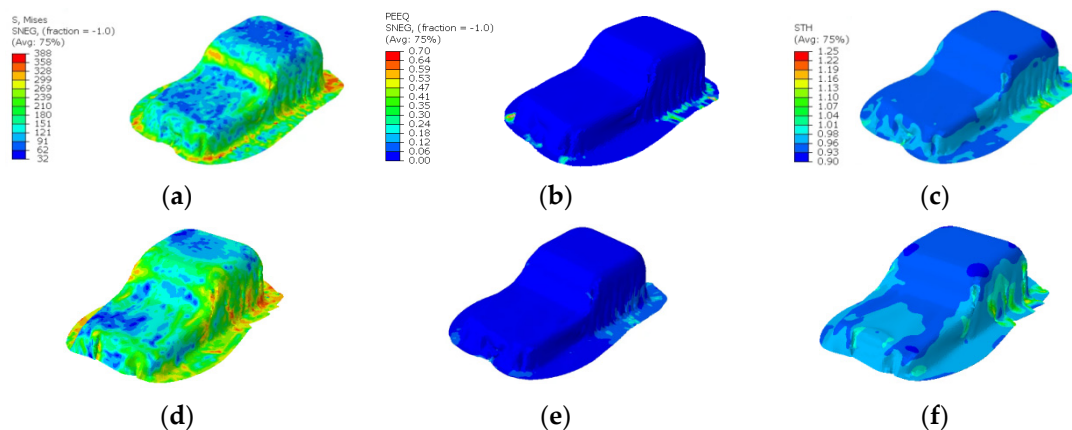 S, Mises
SNEG, (fraction = -1.0)
(Avg: 75%)
388
358
328
299
269
239
210
180
151
121
91
62
32
PEEQ
SNEG, (fraction = -1.0)
(Avg: 75%)
0.70
0.64
0.59
0.53
0.47
0.41
0.35
0.30
0.24
0.18
0.12
0.06
0.00
STH
(Avg: 75%)
1.25
1.22
1.19
1.16
1.13
1.10
1.07
1.04
1.01
0.98
0.96
0.93
0.90
(a)
(b)
(c)
(d)
(e)
(f)